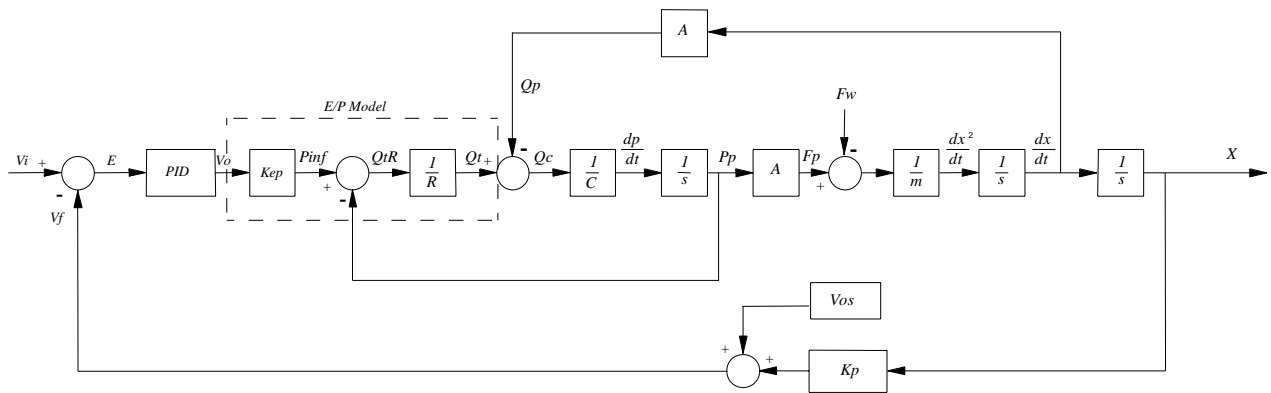 A
Qp
Fw
E/P Model
Vi + E PID Vo Kep Pinf QtR 1/R Qt + Qc 1/C dp/dt 1/s Pp A Fp 1/m dx²/dt 1/s dx/dt 1/s X
-
-
+
-
+
-
Vf
Vos
+
+
Kp